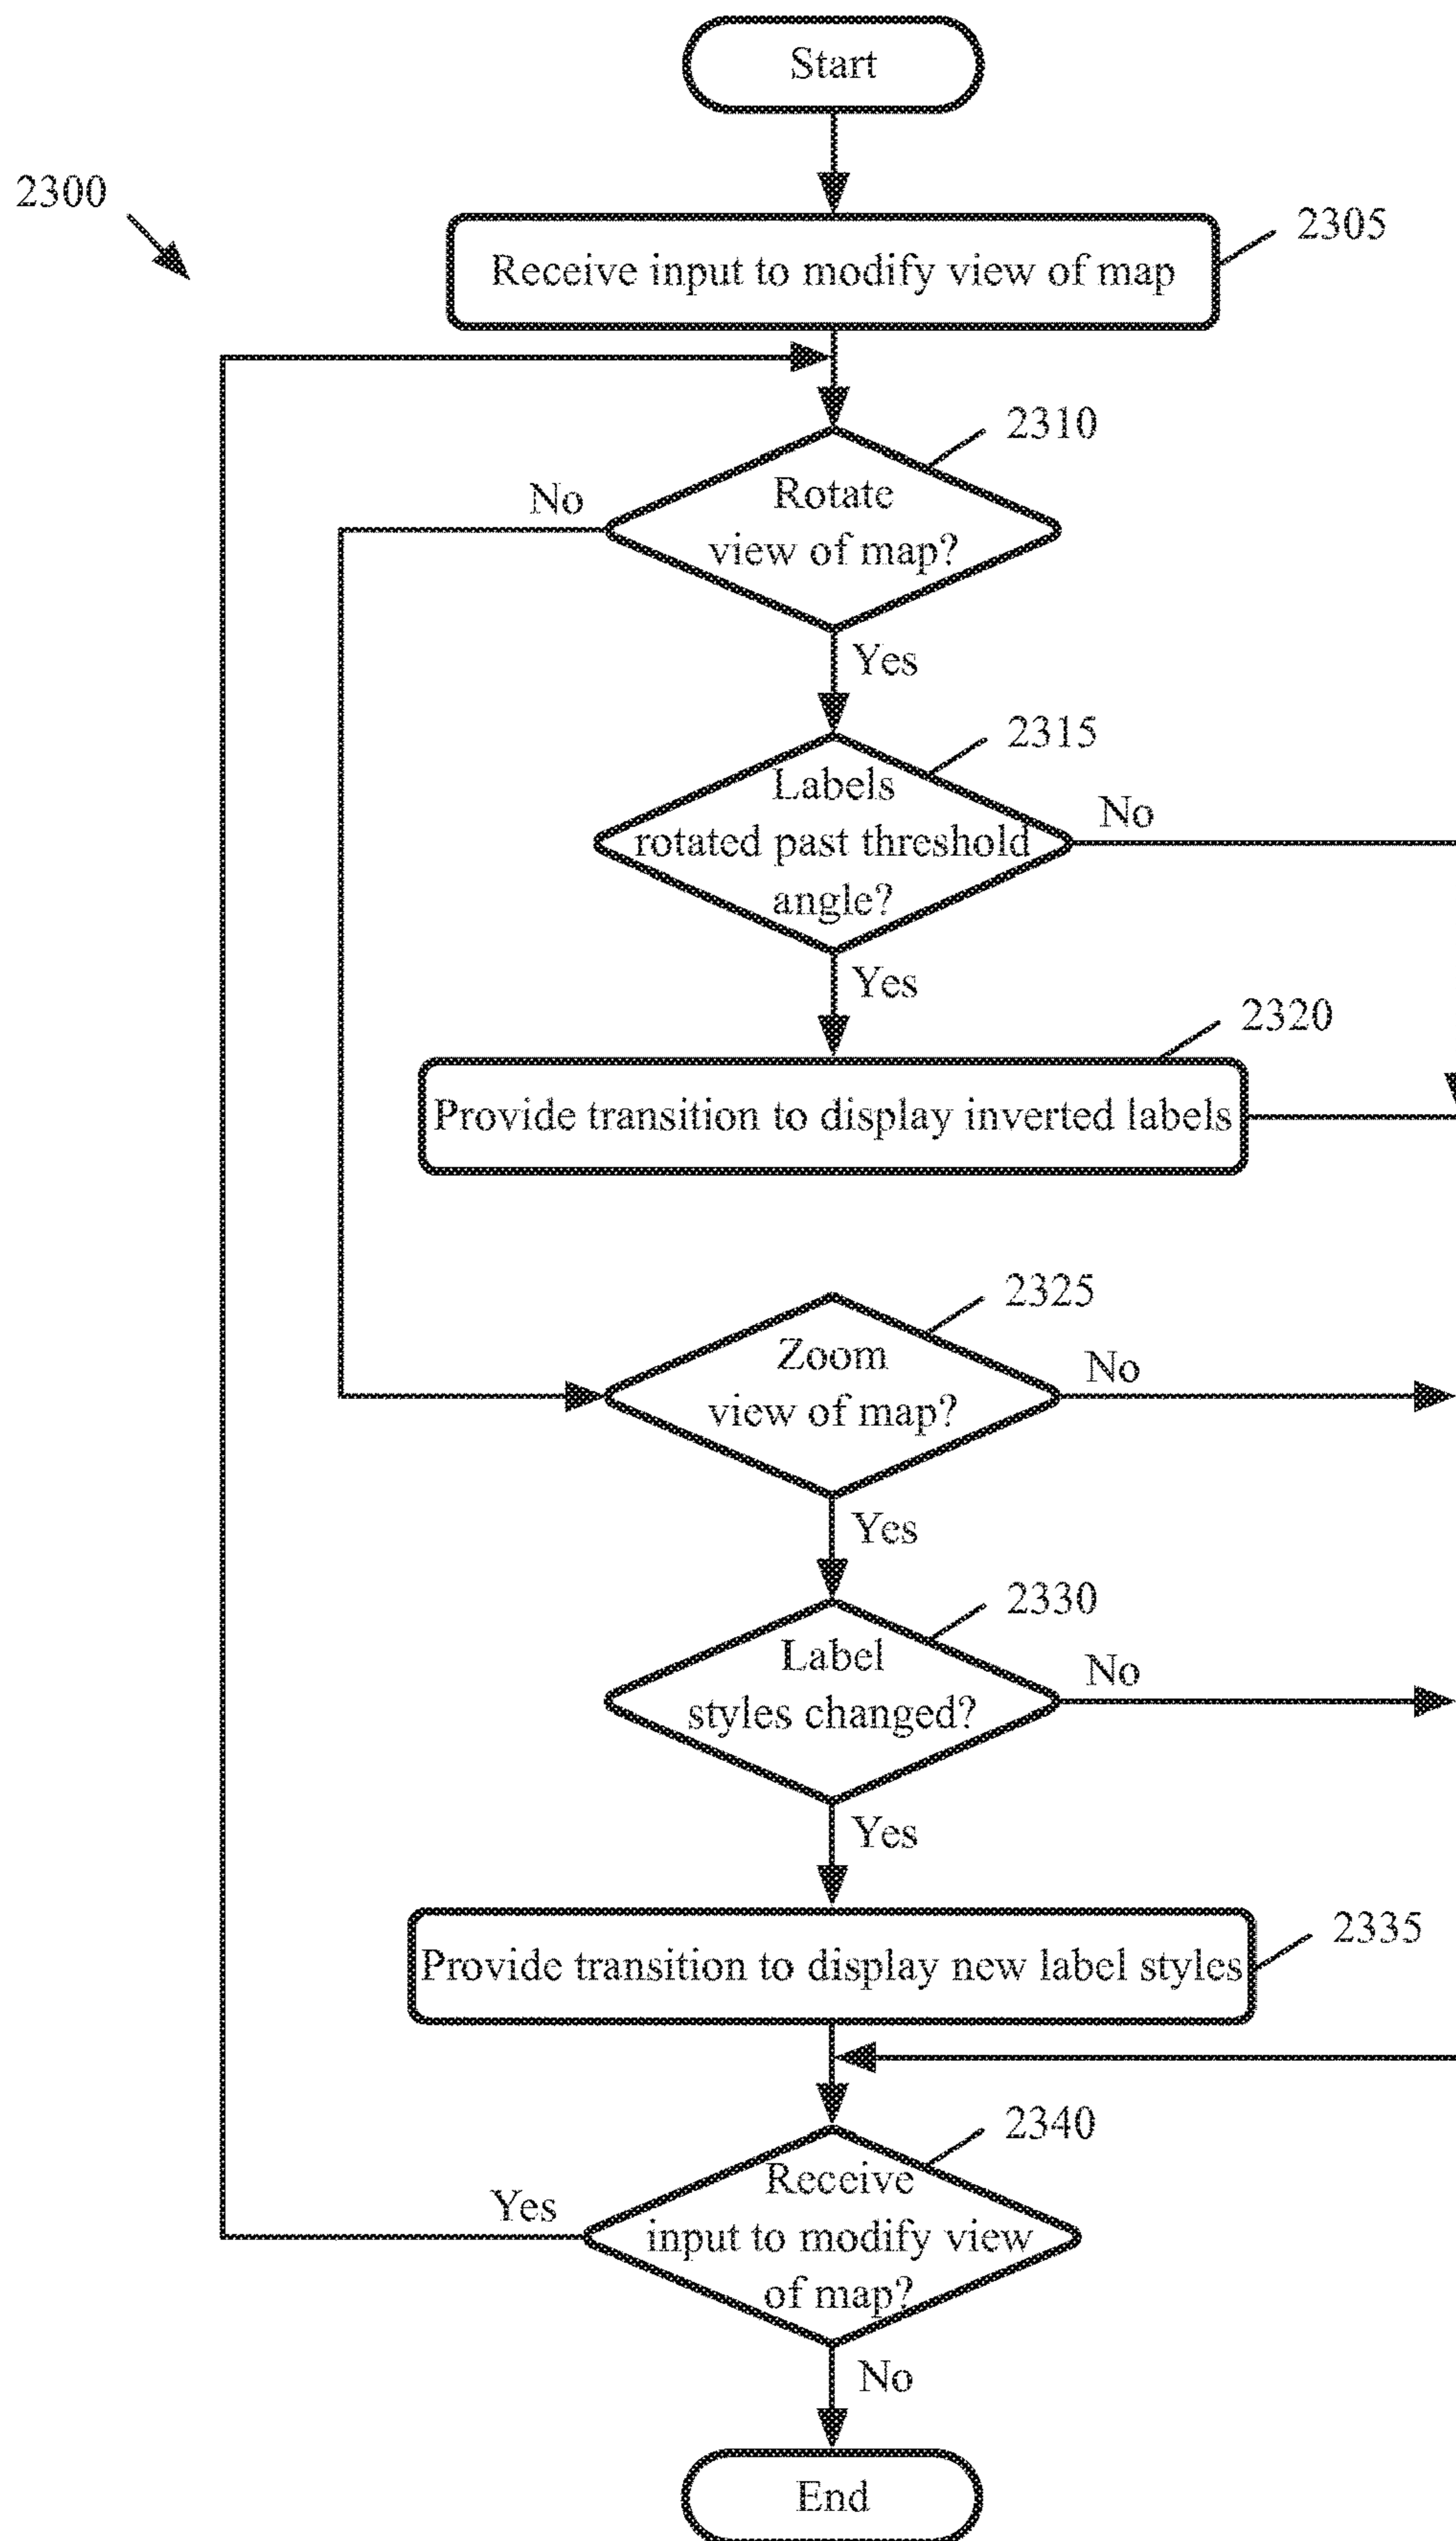 Start
2300
2305
Receive input to modify view of map
2310
Rotate
view of map?
No
Yes
2315
Labels
rotated past threshold
angle?
No
Yes
2320
Provide transition to display inverted labels
2325
Zoom
view of map?
No
Yes
2330
Label
styles changed?
No
Yes
2335
Provide transition to display new label styles
2340
Receive
input to modify view
of map?
Yes
No
End